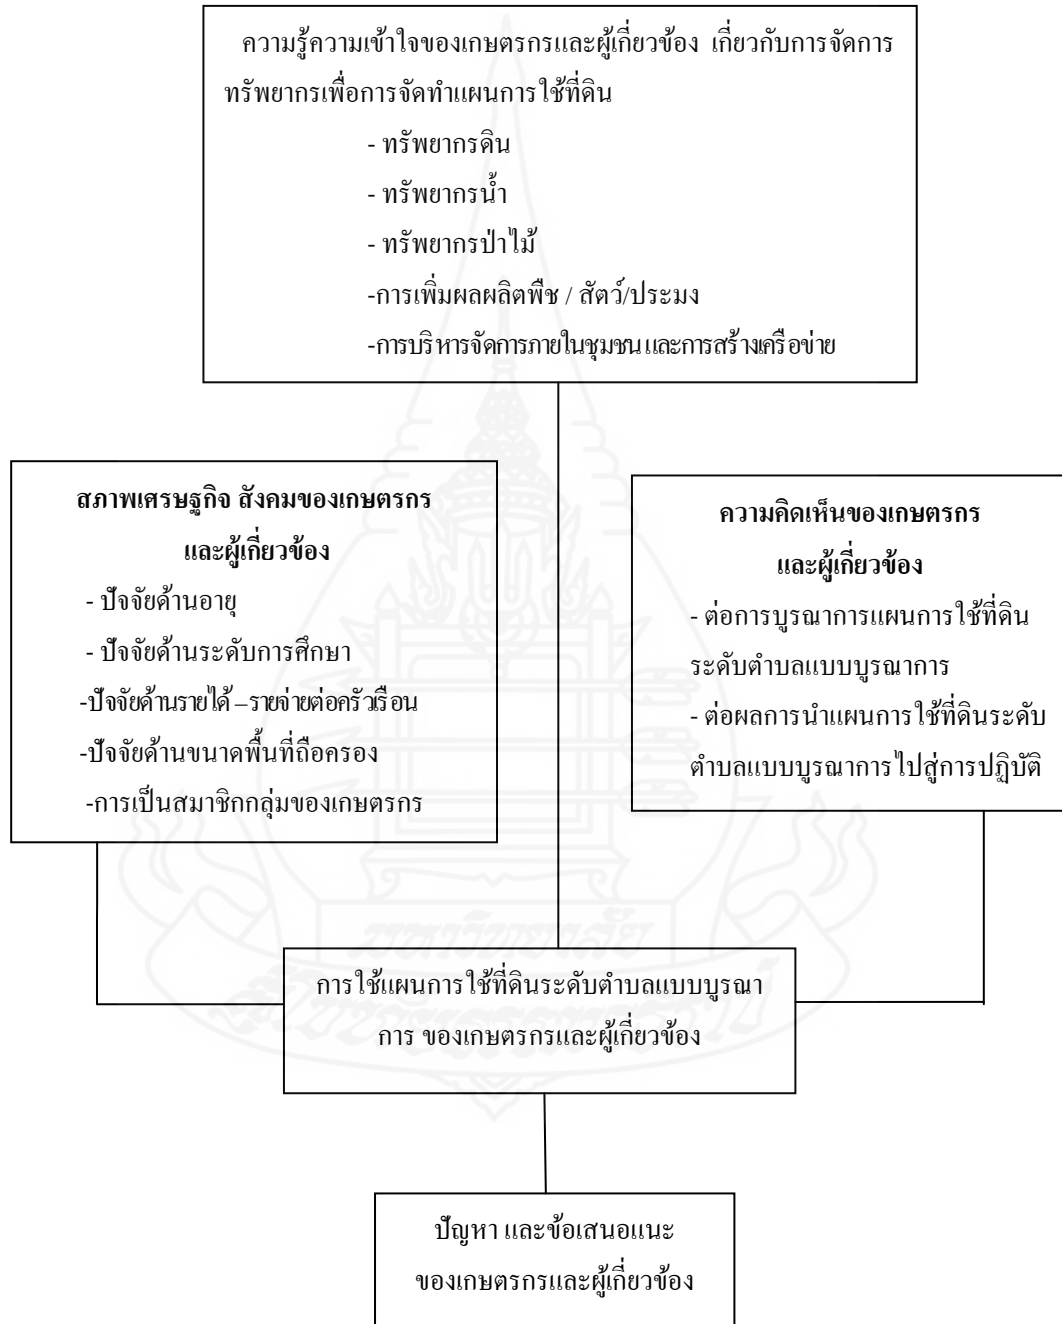 ความรู้ความเข้าใจของเกษตรกรและผู้เกี่ยวข้อง เกี่ยวกับการจัดการ
ทรัพยากรเพื่อการจัดทำแผนการใช้ที่ดิน
- ทรัพยากรดิน
- ทรัพยากรน้ำ
- ทรัพยากรป่าไม้
-การเพิ่มผลผลิตพืช / สัตว์/ประมง
-การบริหารจัดการภายในชุมชน และการสร้างเครือข่าย
สภาพเศรษฐกิจ สังคมของเกษตรกร
และผู้เกี่ยวข้อง
- ปัจจัยด้านอายุ
- ปัจจัยด้านระดับการศึกษา
-ปัจจัยด้านรายได้ –รายจ่ายต่อครัวเรือน
-ปัจจัยด้านขนาดพื้นที่ถือครอง
-การเป็นสมาชิกกลุ่มของเกษตรกร
ความคิดเห็นของเกษตรกร
และผู้เกี่ยวข้อง
- ต่อการบูรณาการแผนการใช้ที่ดิน
ระดับตำบลแบบบูรณาการ
- ต่อผลการนำแผนการใช้ที่ดินระดับ
ตำบลแบบบูรณาการไปสู่การปฏิบัติ
มหาวิทยาลัย
สุโขทัยธรรมาธิราช
การใช้แผนการใช้ที่ดินระดับตำบลแบบบูรณา
การ ของเกษตรกรและผู้เกี่ยวข้อง
ปัญหา และข้อเสนอแนะ
ของเกษตรกรและผู้เกี่ยวข้อง